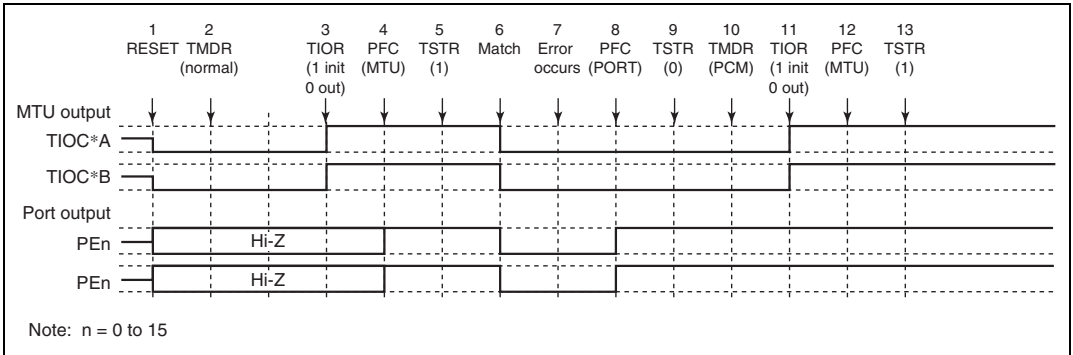 1 2 3 4 5 6 7 8 9 10 11 12 13
RESET TMDR TIOR PFC TSTR Match Error PFC TSTR TMDR TIOR PFC TSTR
(normal) (1 init (MTU) (1) occurs (PORT) (0) (PCM) (1 init (MTU) (1)
0 out) 0 out)
MTU output
TIOC*A
TIOC*B
Port output
PEn Hi-Z
PEn Hi-Z
Note: n = 0 to 15